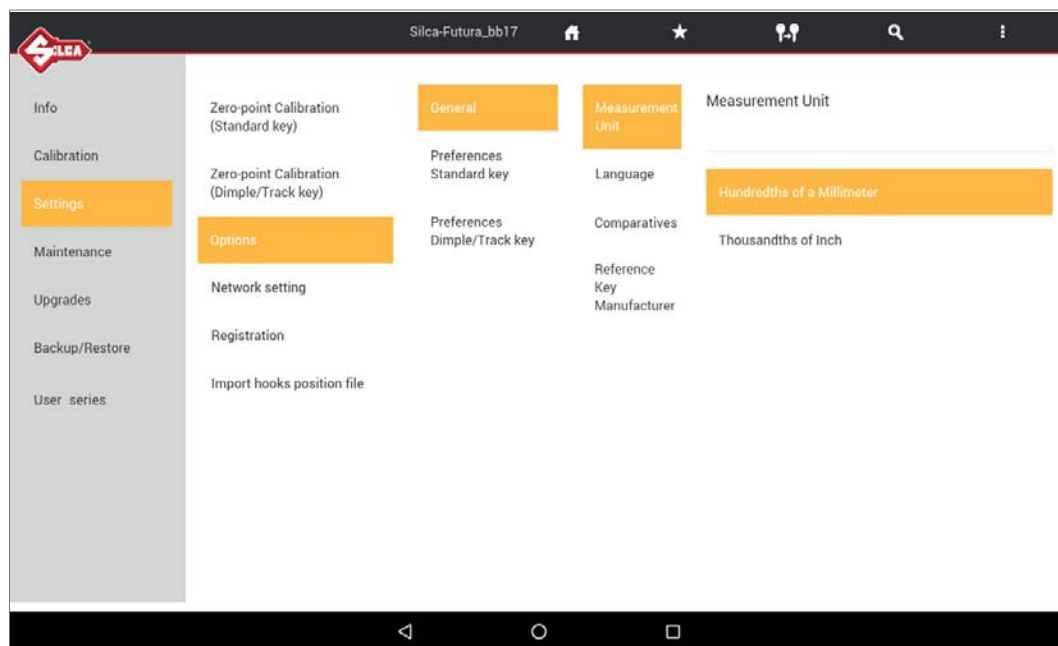 SILCA
Silca-Futura_bb17
Info
Calibration
Settings
Maintenance
Upgrades
Backup/Restore
User series
Zero-point Calibration
(Standard key)
Zero-point Calibration
(Dimple/Track key)
Options
Network setting
Registration
Import hooks position file
General
Preferences
Standard key
Preferences
Dimple/Track key
Measurement
Unit
Language
Comparatives
Reference
Key
Manufacturer
Measurement Unit
Hundredths of a Millimeter
Thousandths of Inch